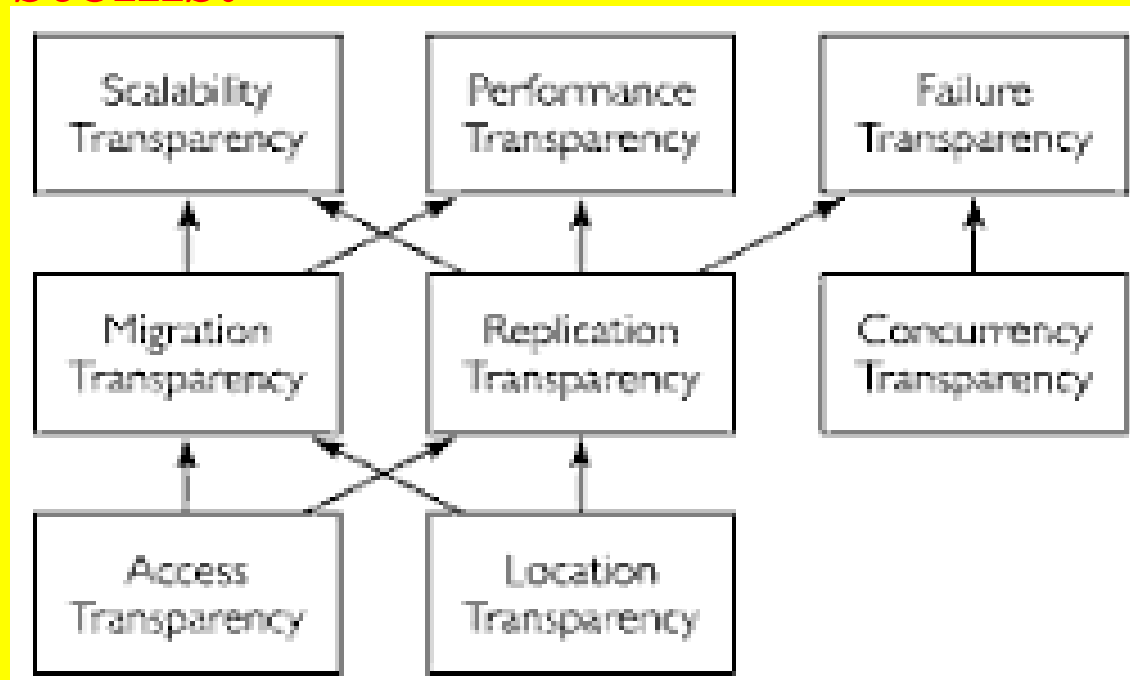 Scalability
Transparency
Performance
Transparency
Failure
Transparency
Migration
Transparency
Replication
Transparency
Concurrency
Transparency
Access
Transparency
Location
Transparency